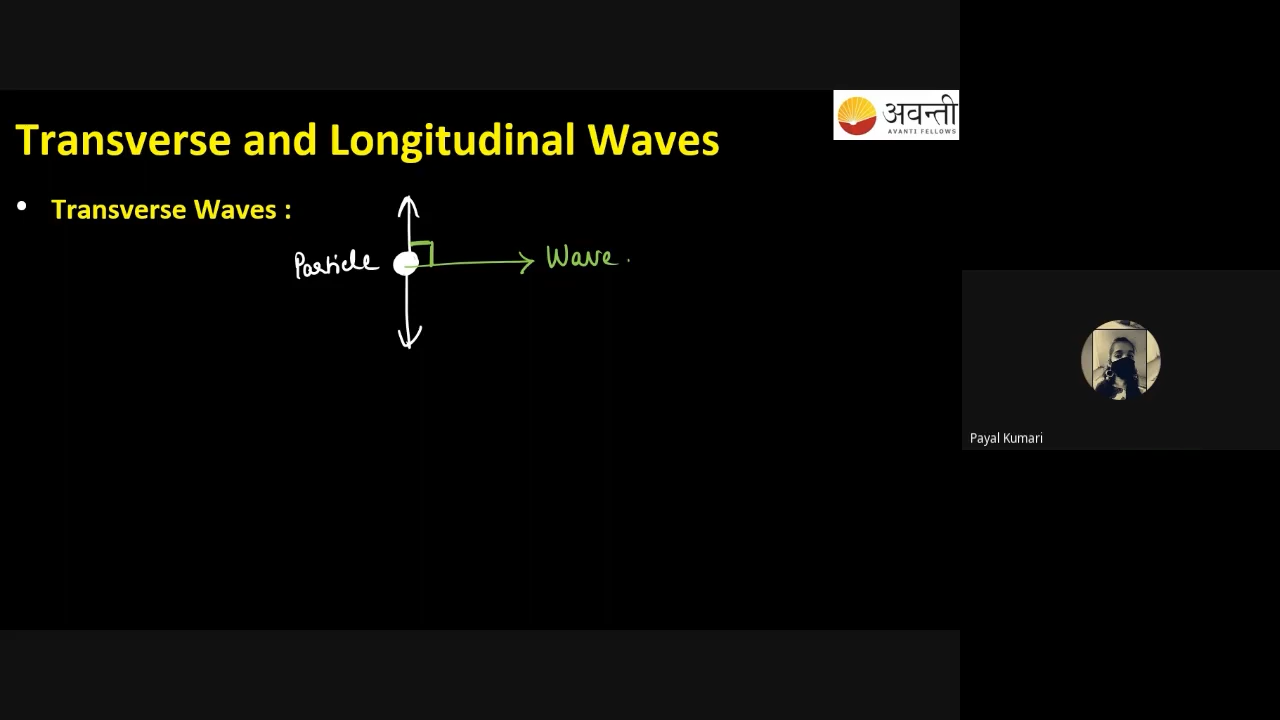 अवन्ती
AVANTI FELLOWS
Transverse and Longitudinal Waves
• Transverse Waves :
Particle
Wave .
Payal Kumari